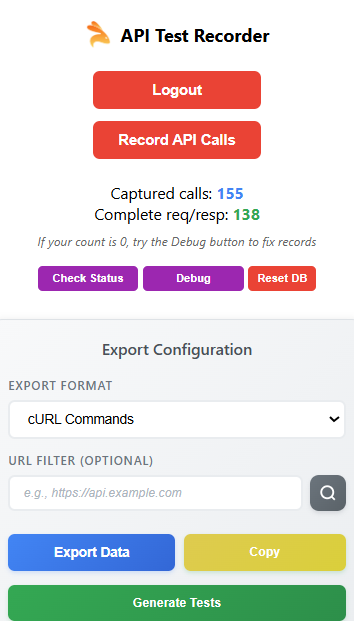 API Test Recorder
Logout
Record API Calls
Captured calls: 155
Complete req/resp: 138
If your count is 0, try the Debug button to fix records
Check Status Debug Reset DB
Export Configuration
EXPORT FORMAT
cURL Commands
URL FILTER (OPTIONAL)
e.g., https://api.example.com
Export Data Copy
Generate Tests